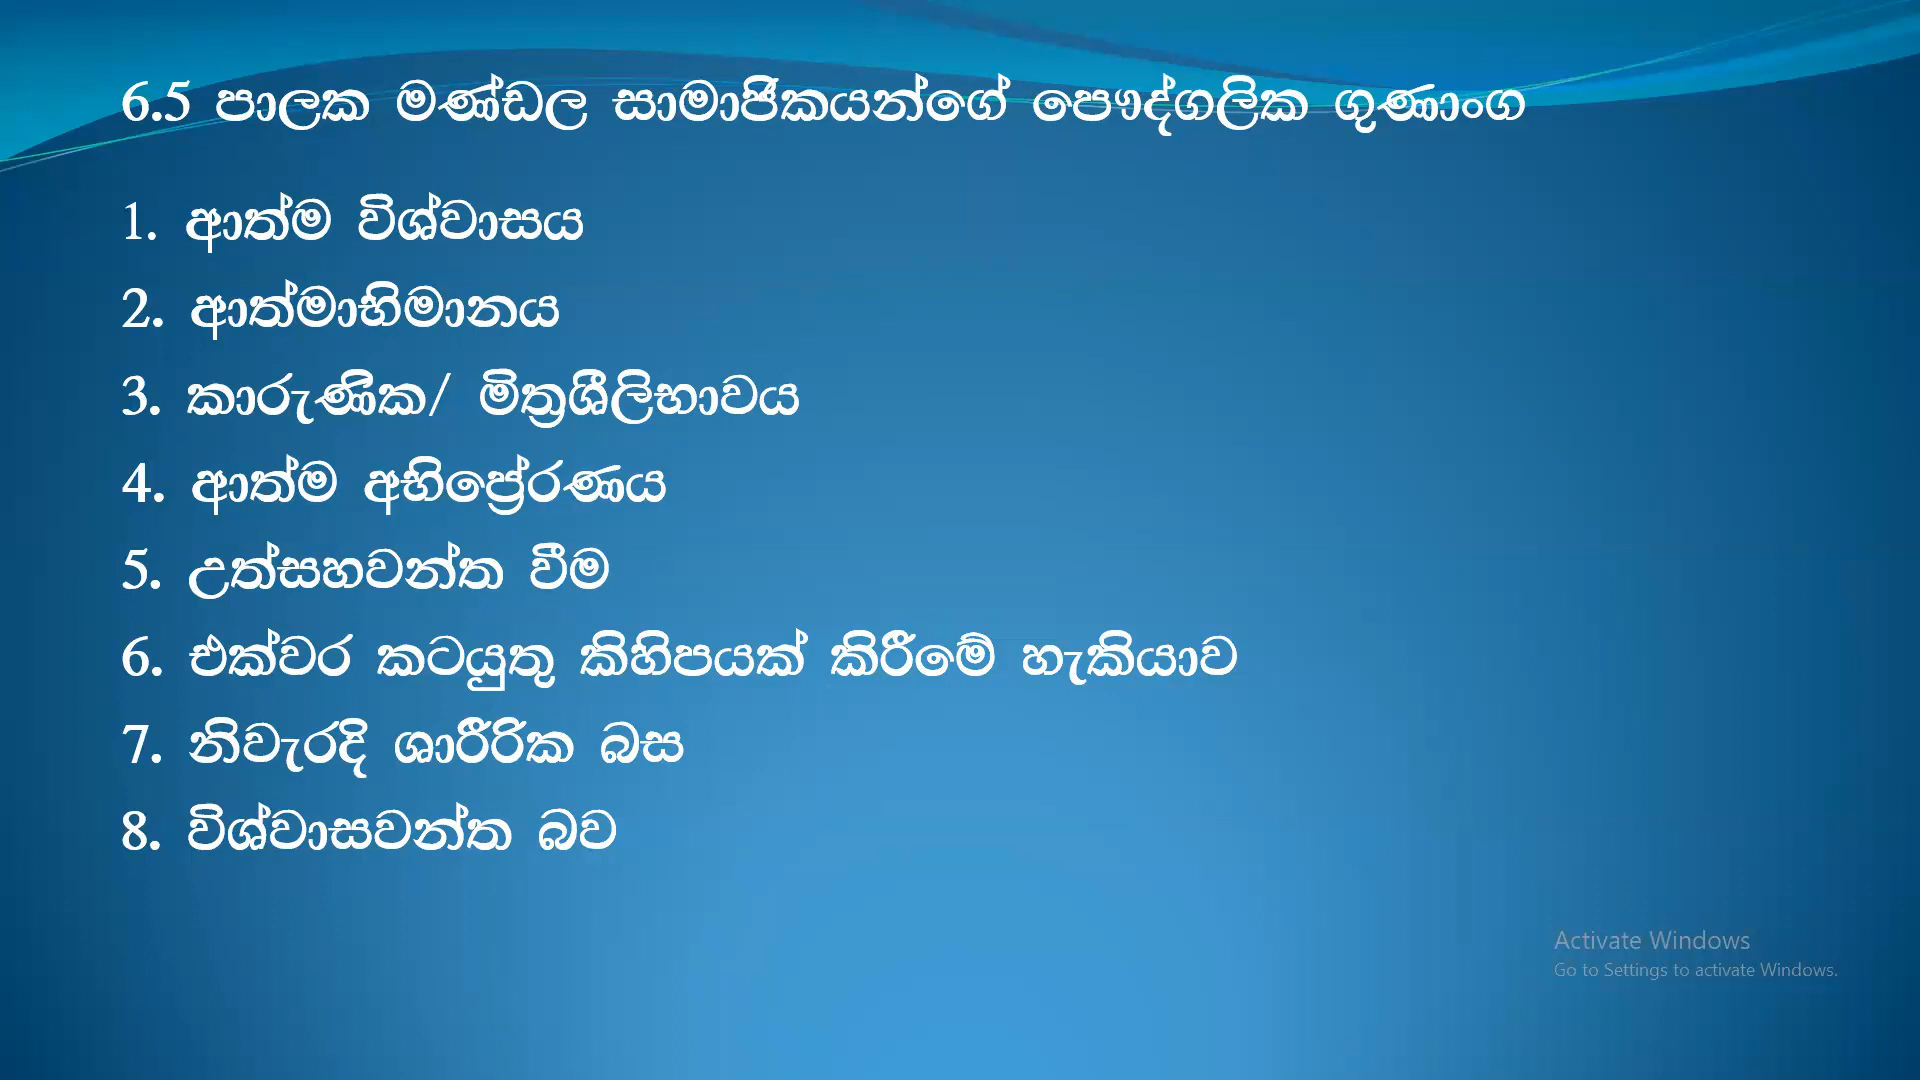 6.5 පාලක මණ්ඩල සාමාජිකයන්ගේ පෞද්ගලික ගුණාංග
1. ආත්ම විශ්වාසය
2. ආත්මාභිමානය
3. කාරුණික/ මිත්‍රශීලිභාවය
4. ආත්ම අභිප්‍රේරණය
5. උත්සහවන්ත වීම
6. එක්වර කටයුතු කිහිපයක් කිරීමේ හැකියාව
7. නිවැරදි ශාරීරික බස
8. විශ්වාසවන්ත බව
Activate Windows
Go to Settings to activate Windows.